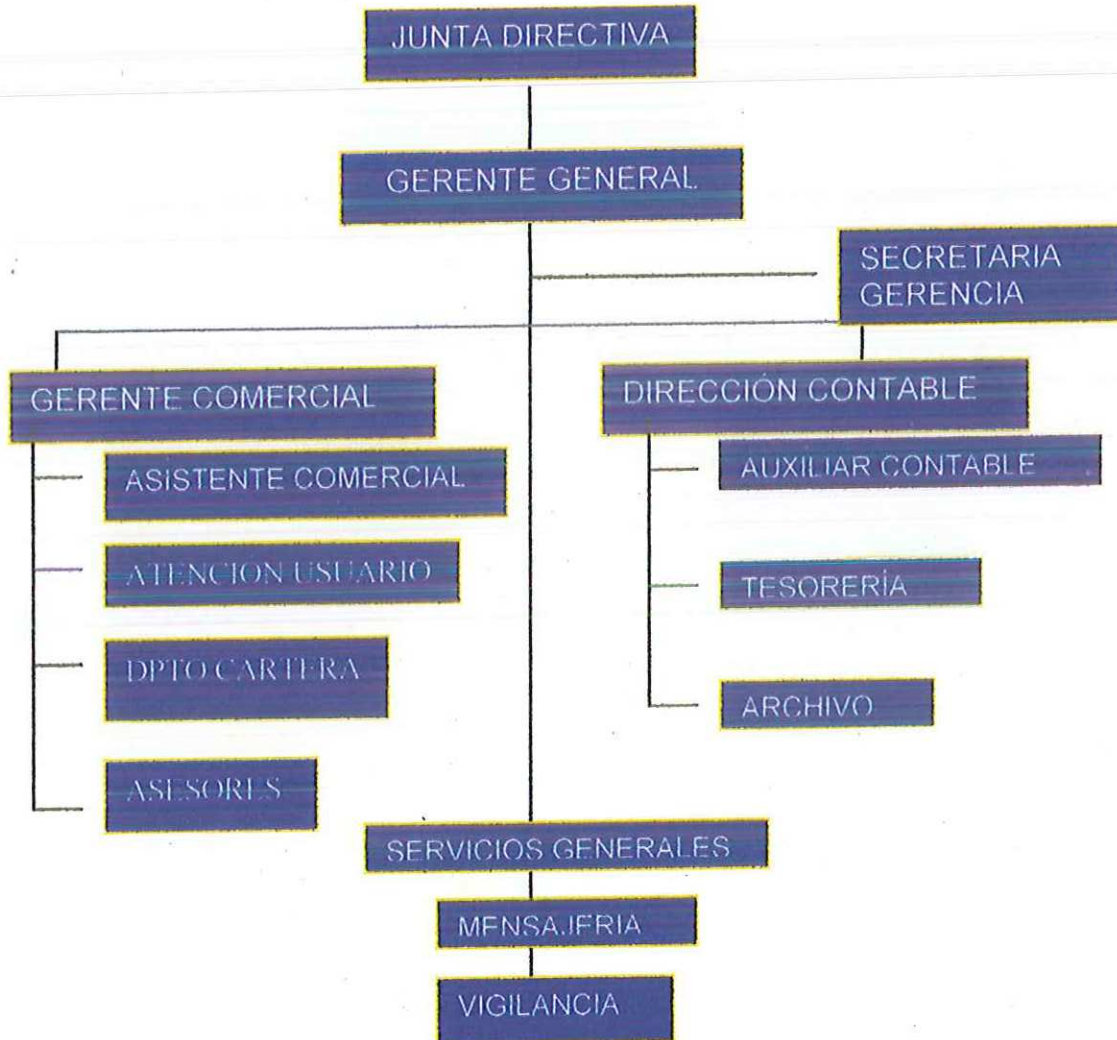 JUNTA DIRECTIVA
GERENTE GENERAL
SECRETARIA
GERENCIA
GERENTE COMERCIAL
DIRECCIÓN CONTABLE
ASISTENTE COMERCIAL
AUXILIAR CONTABLE
ATENCION USUARIO
TESORERÍA
DPTO CARTERA
ARCHIVO
ASESORES
SERVICIOS GENERALES
MENSAJERIA
VIGILANCIA